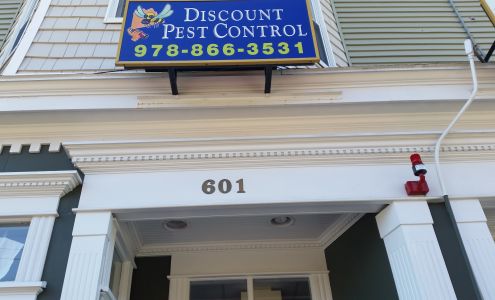 DISCOUNT
PEST CONTROL
978-866-3531
601